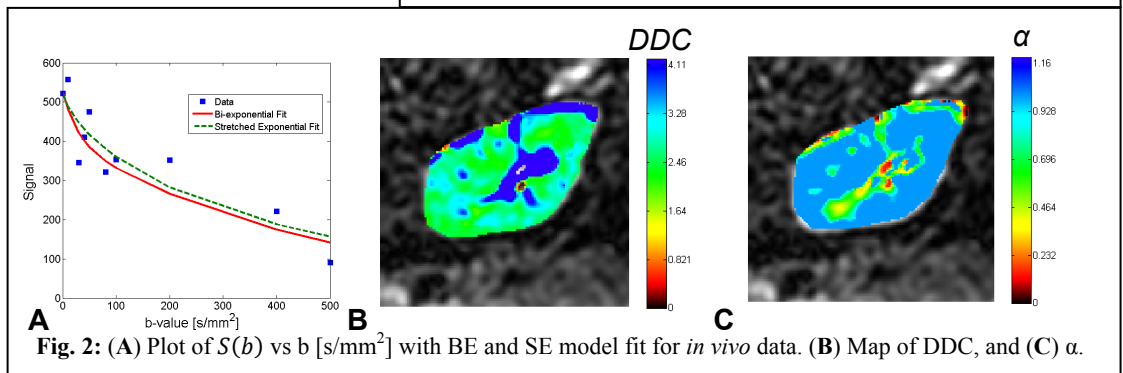 DDC
α
600
500
400
300
200
100
0
Signal
0
100
200
300
400
500
b-value [s/mm²]
Data
Bi-exponential Fit
Stretched Exponential Fit
4.11
3.28
2.46
1.64
0.821
0
1.16
0.928
0.696
0.464
0.232
0
A
B
C
Fig. 2: (A) Plot of S(b) vs b [s/mm²] with BE and SE model fit for in vivo data. (B) Map of DDC, and (C) α.